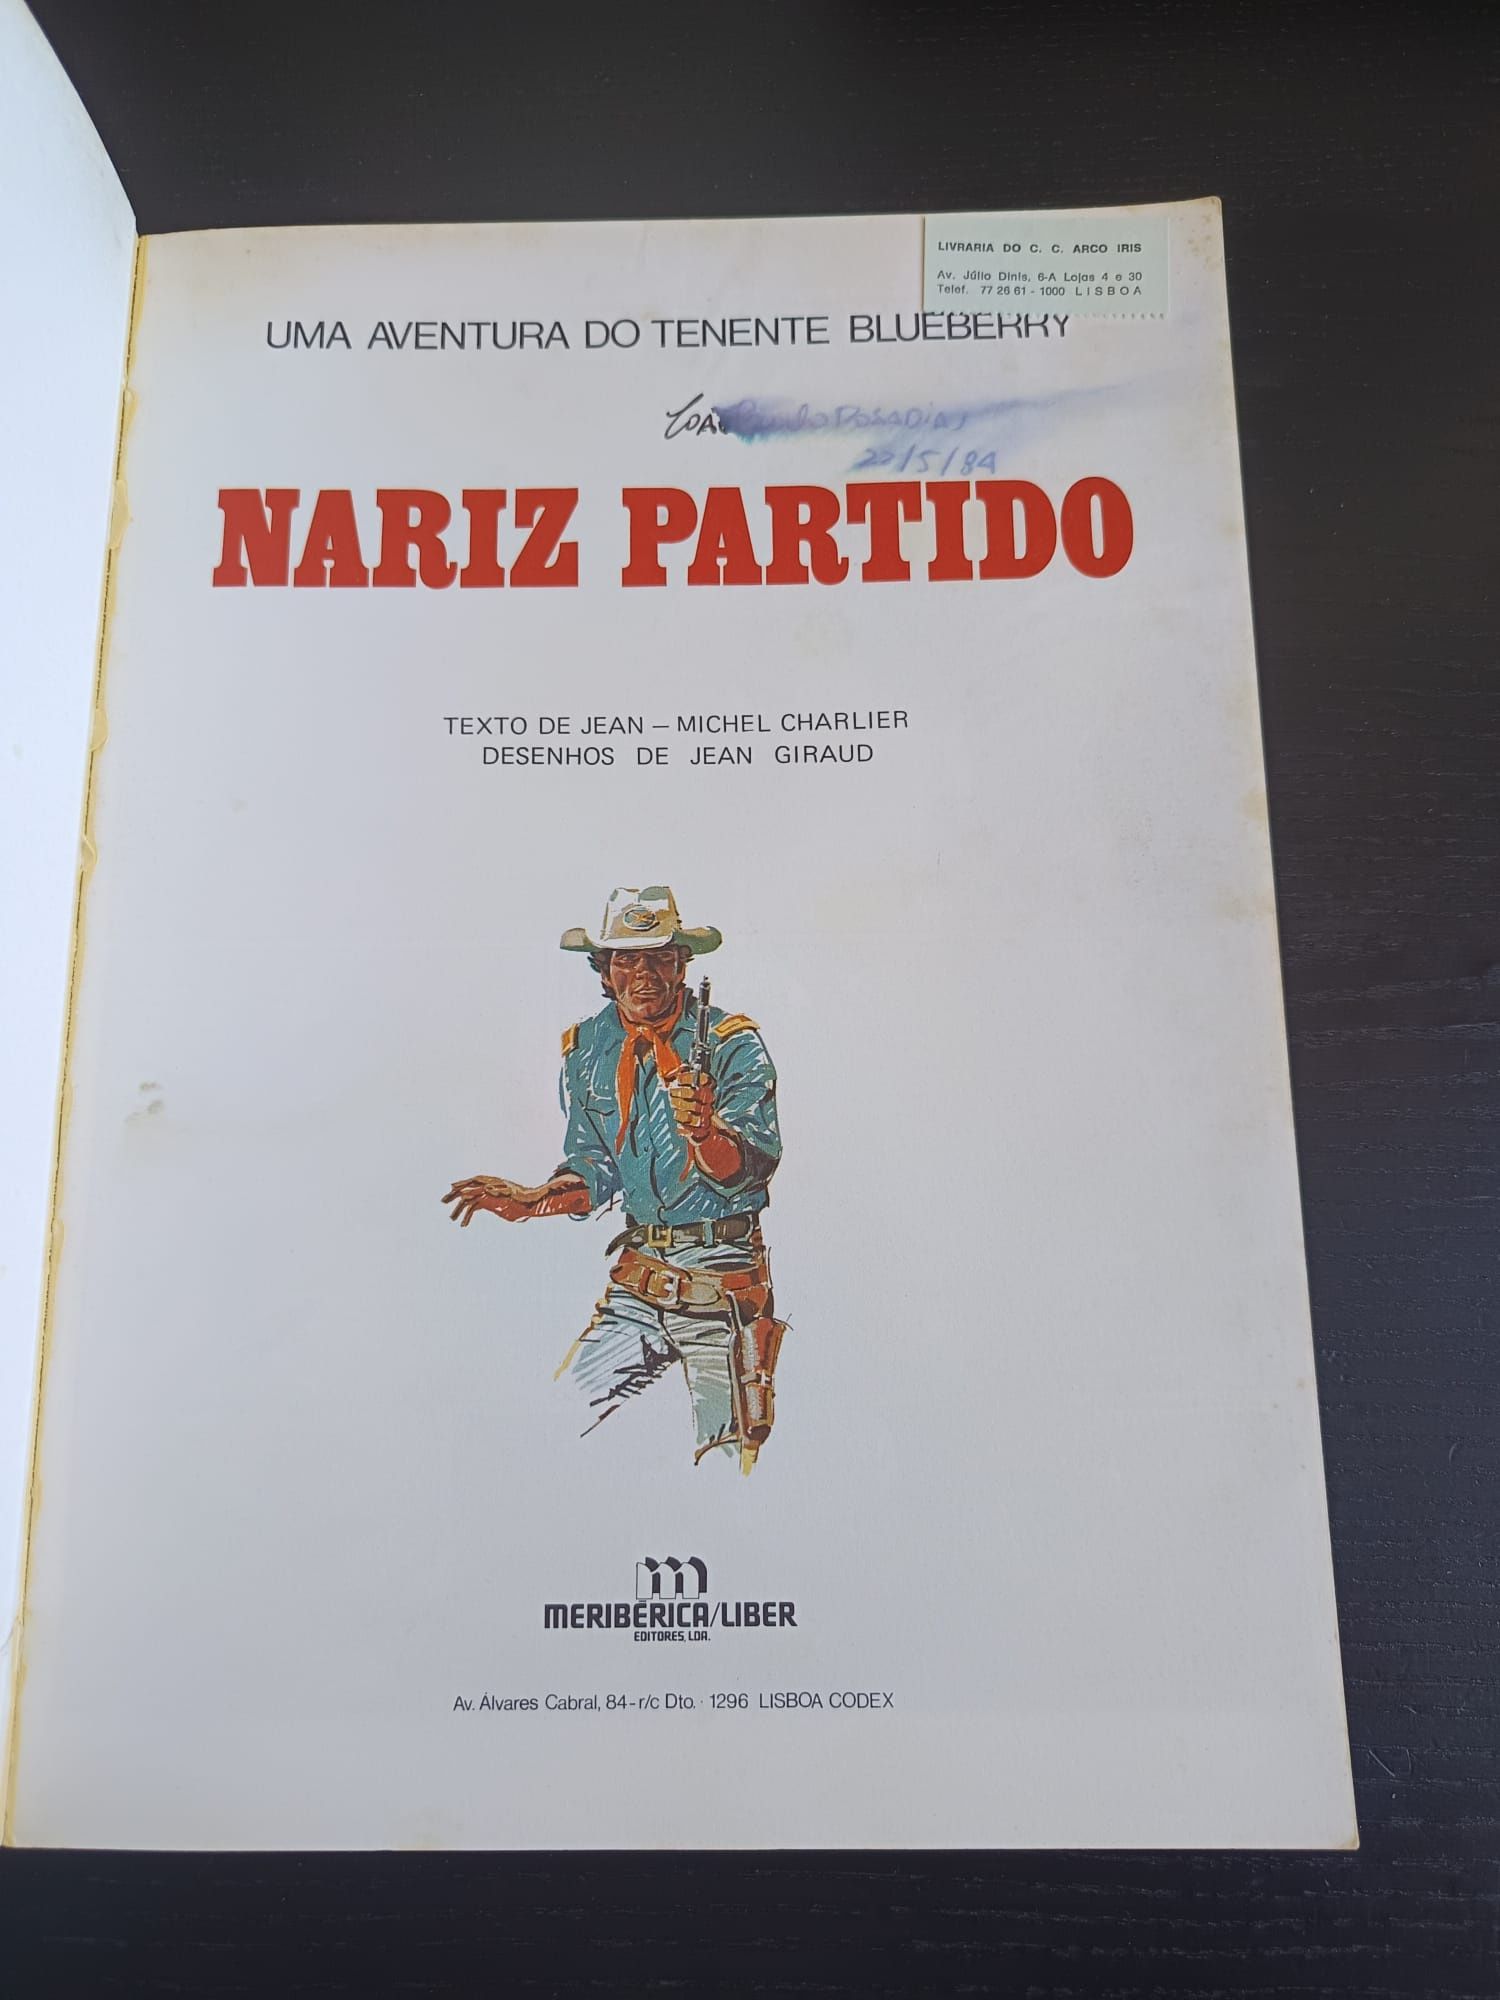 LIVRARIA DO C. C. ARCO IRIS
Av. Júlio Dinis, 6-A Lojas 4 e 30
Telef. 77 26 61 - 1000 LISBOA
UMA AVENTURA DO TENENTE BLUEBERRY
22/5/84
NARIZ PARTIDO
TEXTO DE JEAN – MICHEL CHARLIER
DESENHOS DE JEAN GIRAUD
m
MERIBÉRICA/LIBER
EDITORES, LDA.
Av. Álvares Cabral, 84-r/c Dto. · 1296 LISBOA CODEX